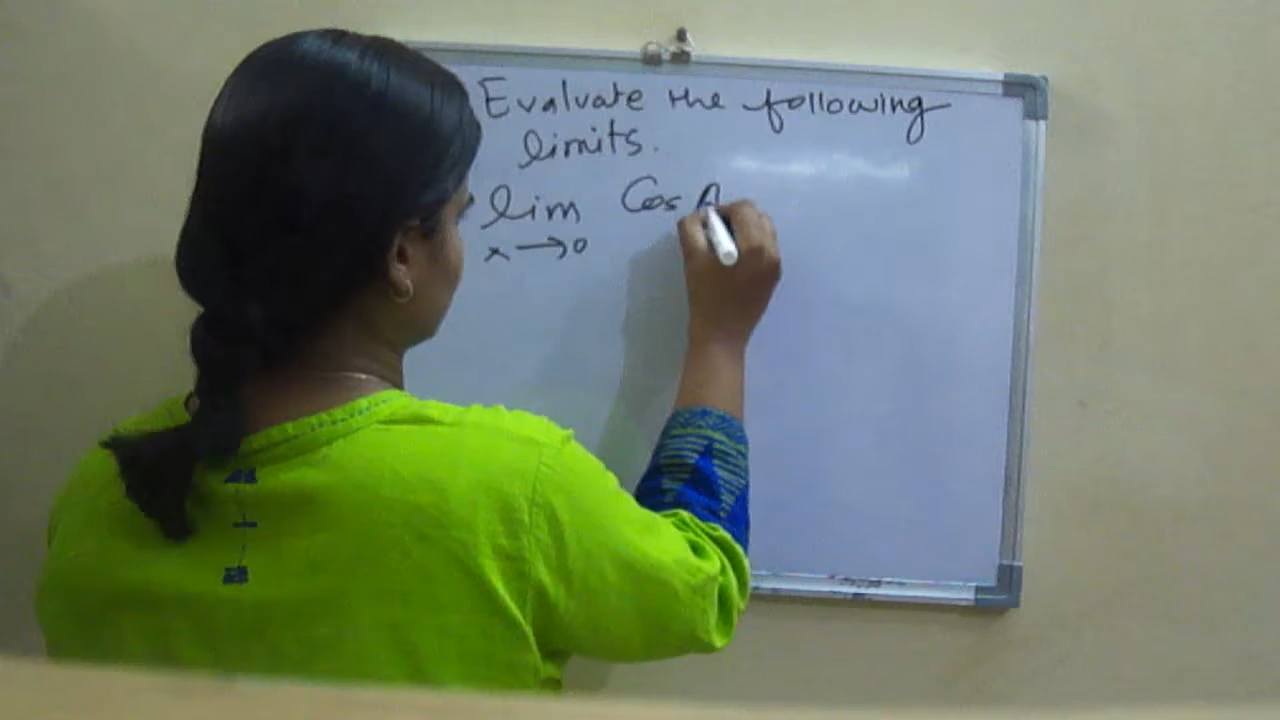 Evaluate the following
limits.
lim Cos A
x → 0